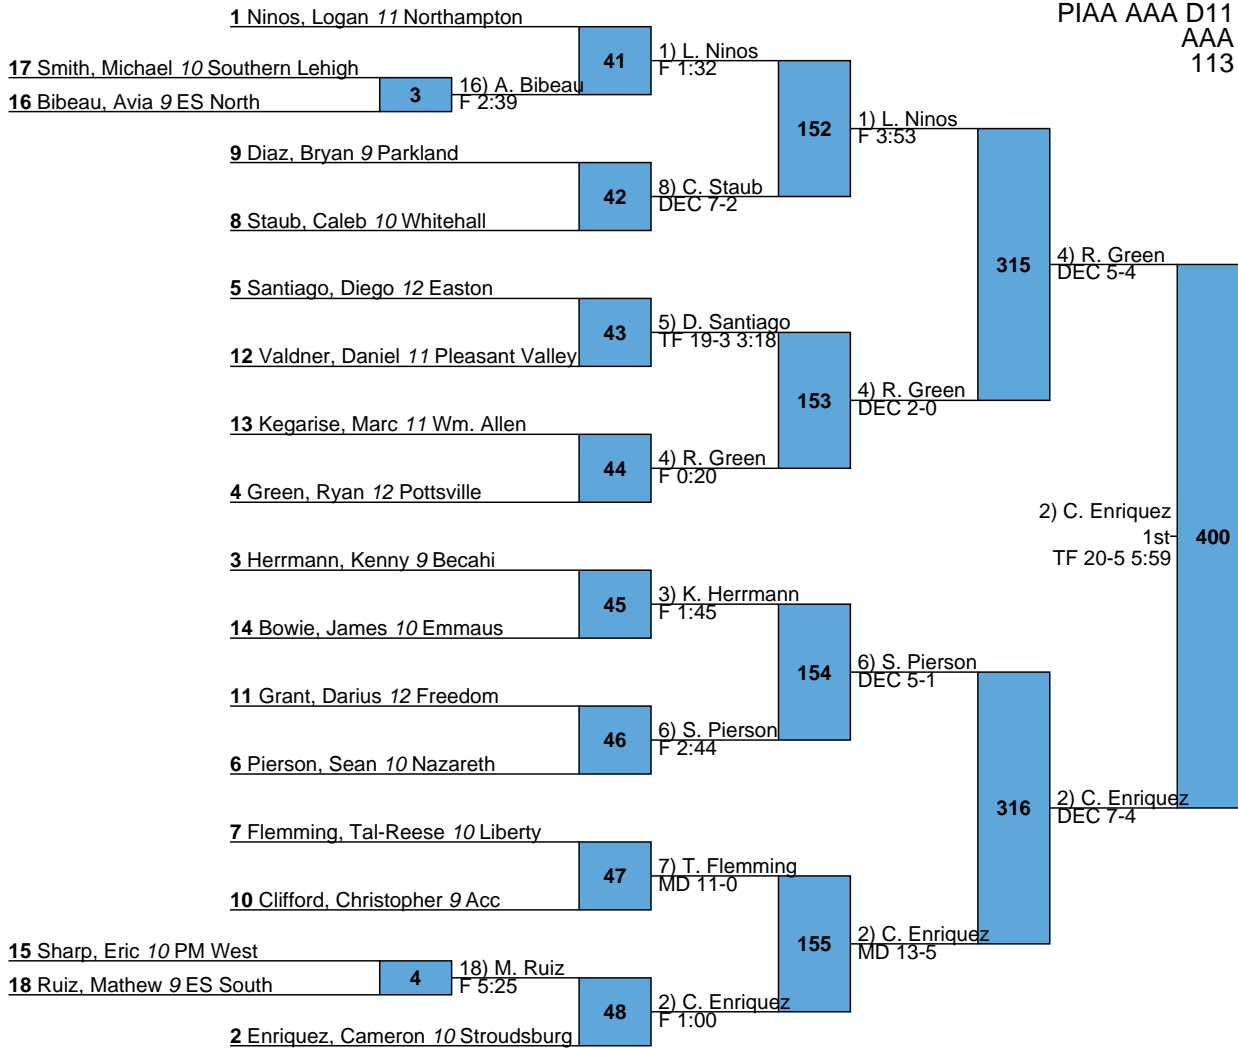 PIAA AAA D11
AAA
113
1 Ninos, Logan 11 Northampton
17 Smith, Michael 10 Southern Lehigh
16 Bibeau, Avia 9 ES North
3
16) A. Bibeau
F 2:39
41
1) L. Ninos
F 1:32
9 Diaz, Bryan 9 Parkland
8 Staub, Caleb 10 Whitehall
42
8) C. Staub
DEC 7-2
152
1) L. Ninos
F 3:53
5 Santiago, Diego 12 Easton
12 Valdner, Daniel 11 Pleasant Valley
43
5) D. Santiago
TF 19-3 3:18
13 Kegarise, Marc 11 Wm. Allen
4 Green, Ryan 12 Pottsville
44
4) R. Green
F 0:20
153
4) R. Green
DEC 2-0
315
4) R. Green
DEC 5-4
3 Herrmann, Kenny 9 Becahi
14 Bowie, James 10 Emmaus
45
3) K. Herrmann
F 1:45
11 Grant, Darius 12 Freedom
6 Pierson, Sean 10 Nazareth
46
6) S. Pierson
F 2:44
154
6) S. Pierson
DEC 5-1
7 Flemming, Tal-Reese 10 Liberty
10 Clifford, Christopher 9 Acc
47
7) T. Flemming
MD 11-0
15 Sharp, Eric 10 PM West
18 Ruiz, Mathew 9 ES South
4
18) M. Ruiz
F 5:25
2 Enriquez, Cameron 10 Stroudsburg
48
2) C. Enriquez
F 1:00
155
2) C. Enriquez
MD 13-5
316
2) C. Enriquez
DEC 7-4
2) C. Enriquez
1st
TF 20-5 5:59
400